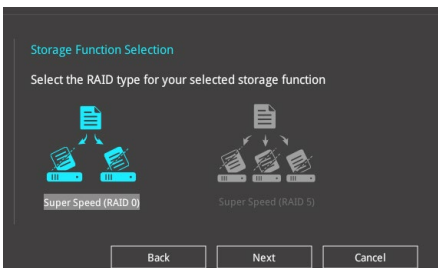 Storage Function Selection
Select the RAID type for your selected storage function
Super Speed (RAID 0)
Super Speed (RAID 5)
Back
Next
Cancel